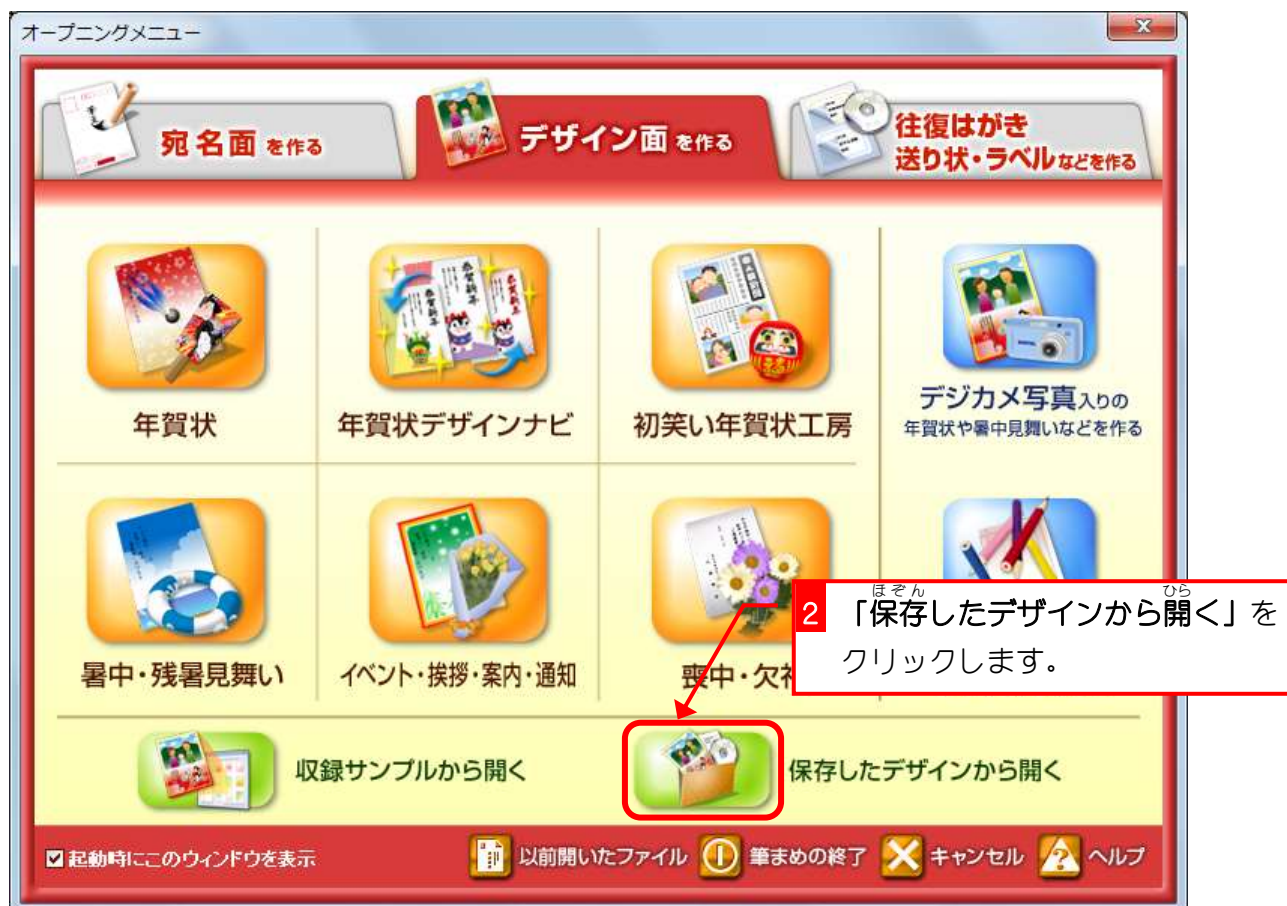 オープニングメニュー
宛名面 を作る
デザイン面 を作る
往復はがき
送り状・ラベルなどを作る
年賀状
年賀状デザインナビ
初笑い年賀状工房
デジカメ写真入りの
年賀状や暑中見舞いなどを作る
暑中・残暑見舞い
イベント・挨拶・案内・通知
喪中・欠
ほぞん ひら
2 「保存したデザインから開く」を
クリックします。
収録サンプルから開く
保存したデザインから開く
起動時にこのウィンドウを表示
以前開いたファイル
筆まめの終了
キャンセル
ヘルプ